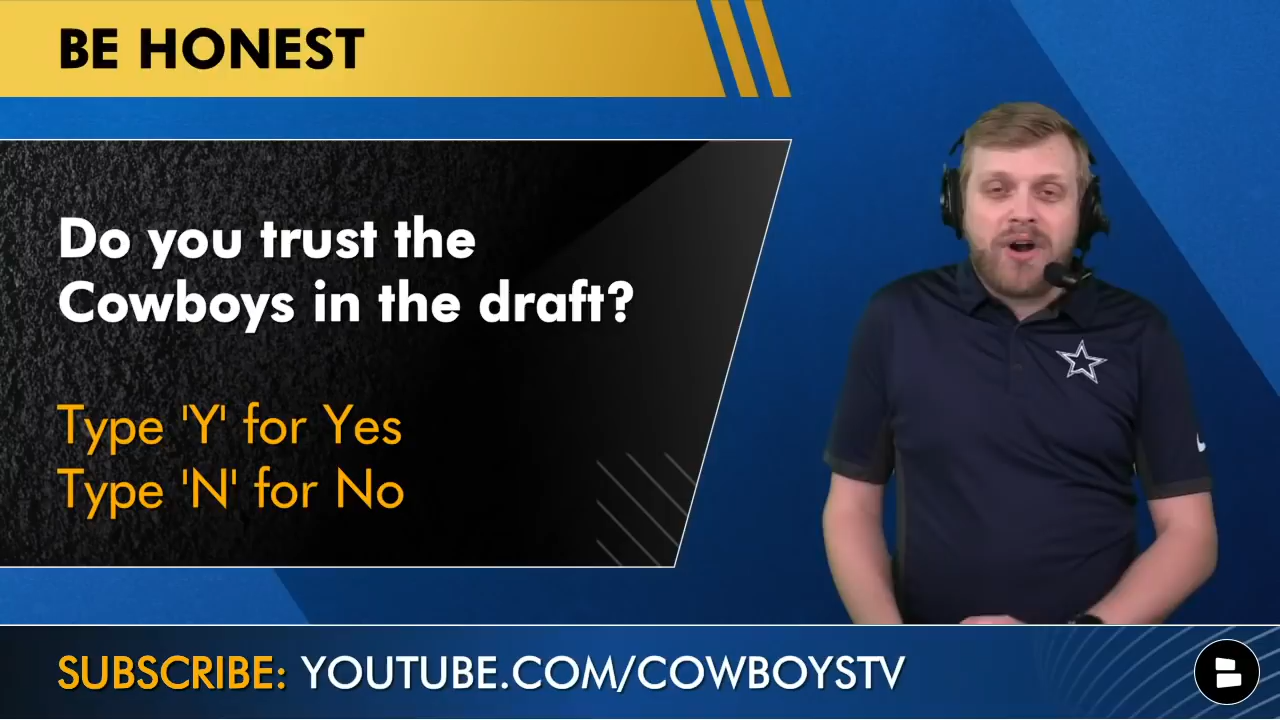 BE HONEST
Do you trust the
Cowboys in the draft?
Type 'Y' for Yes
Type 'N' for No
SUBSCRIBE: YOUTUBE.COM/COWBOYSTV